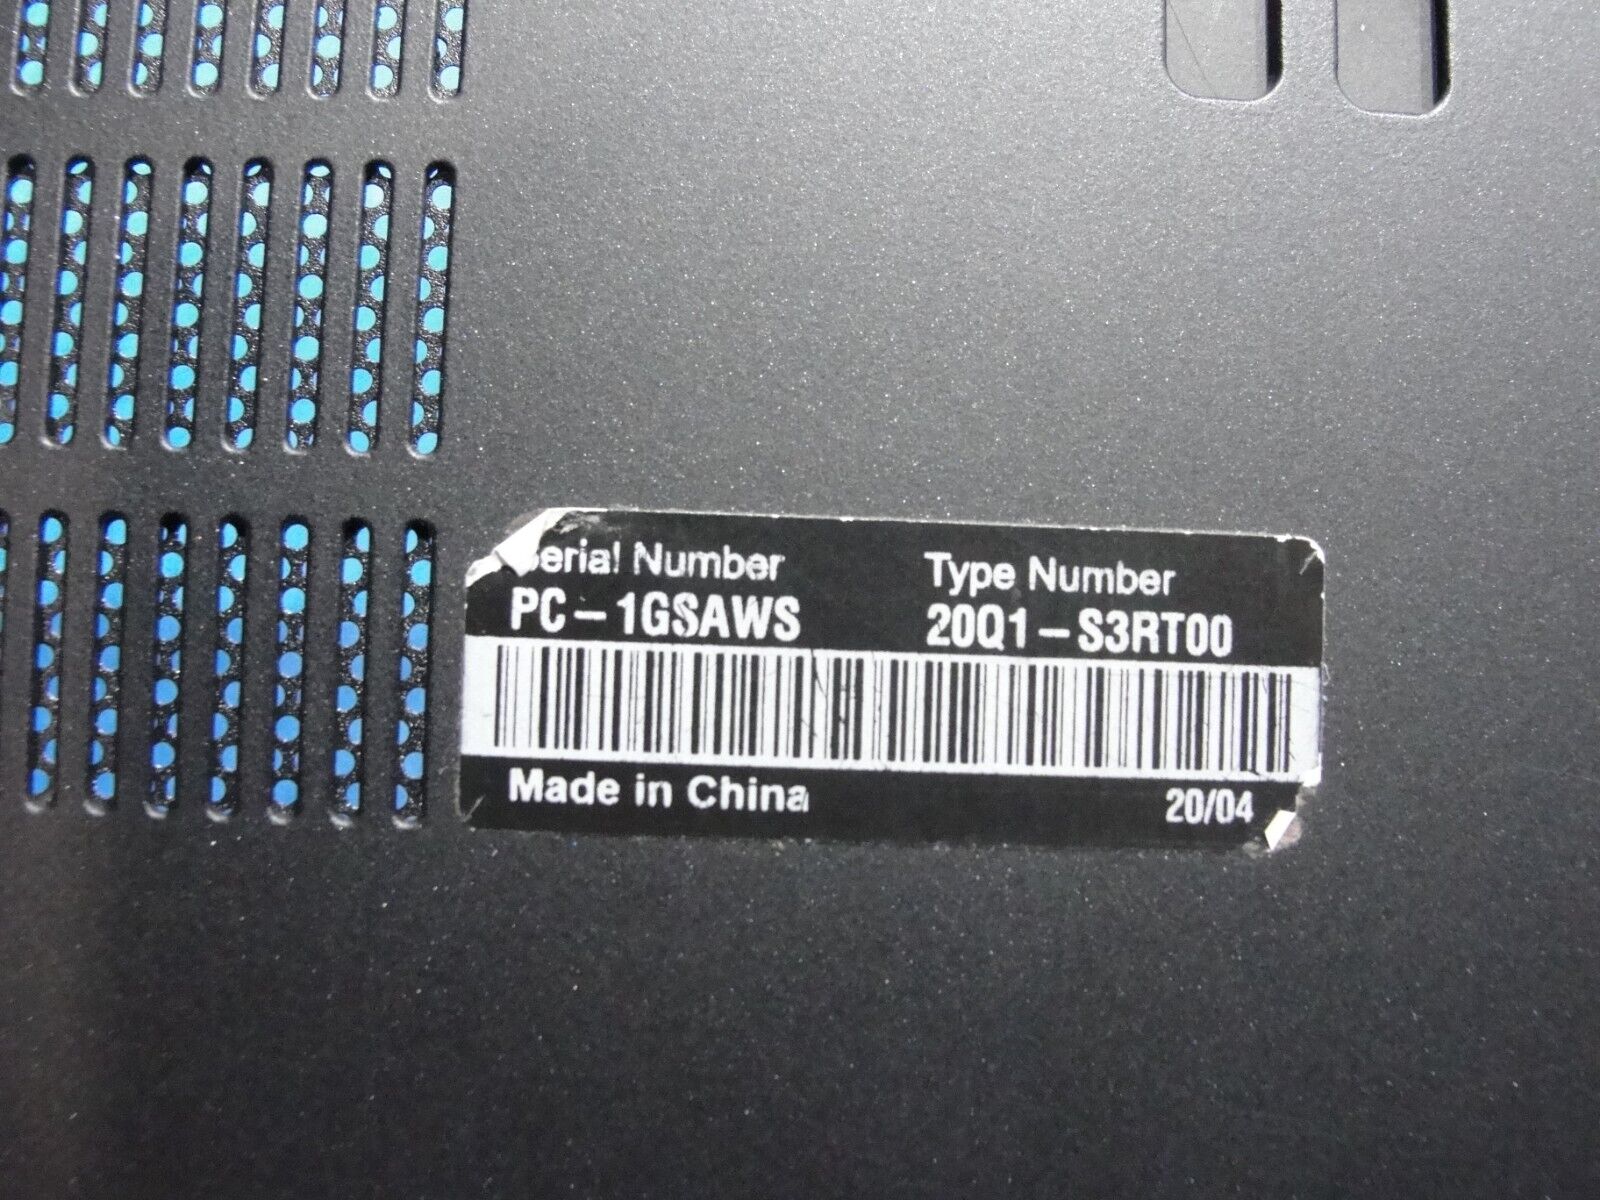 Serial Number Type Number
PC-1GSAWS 20Q1-S3RT00
Made in China 20/04